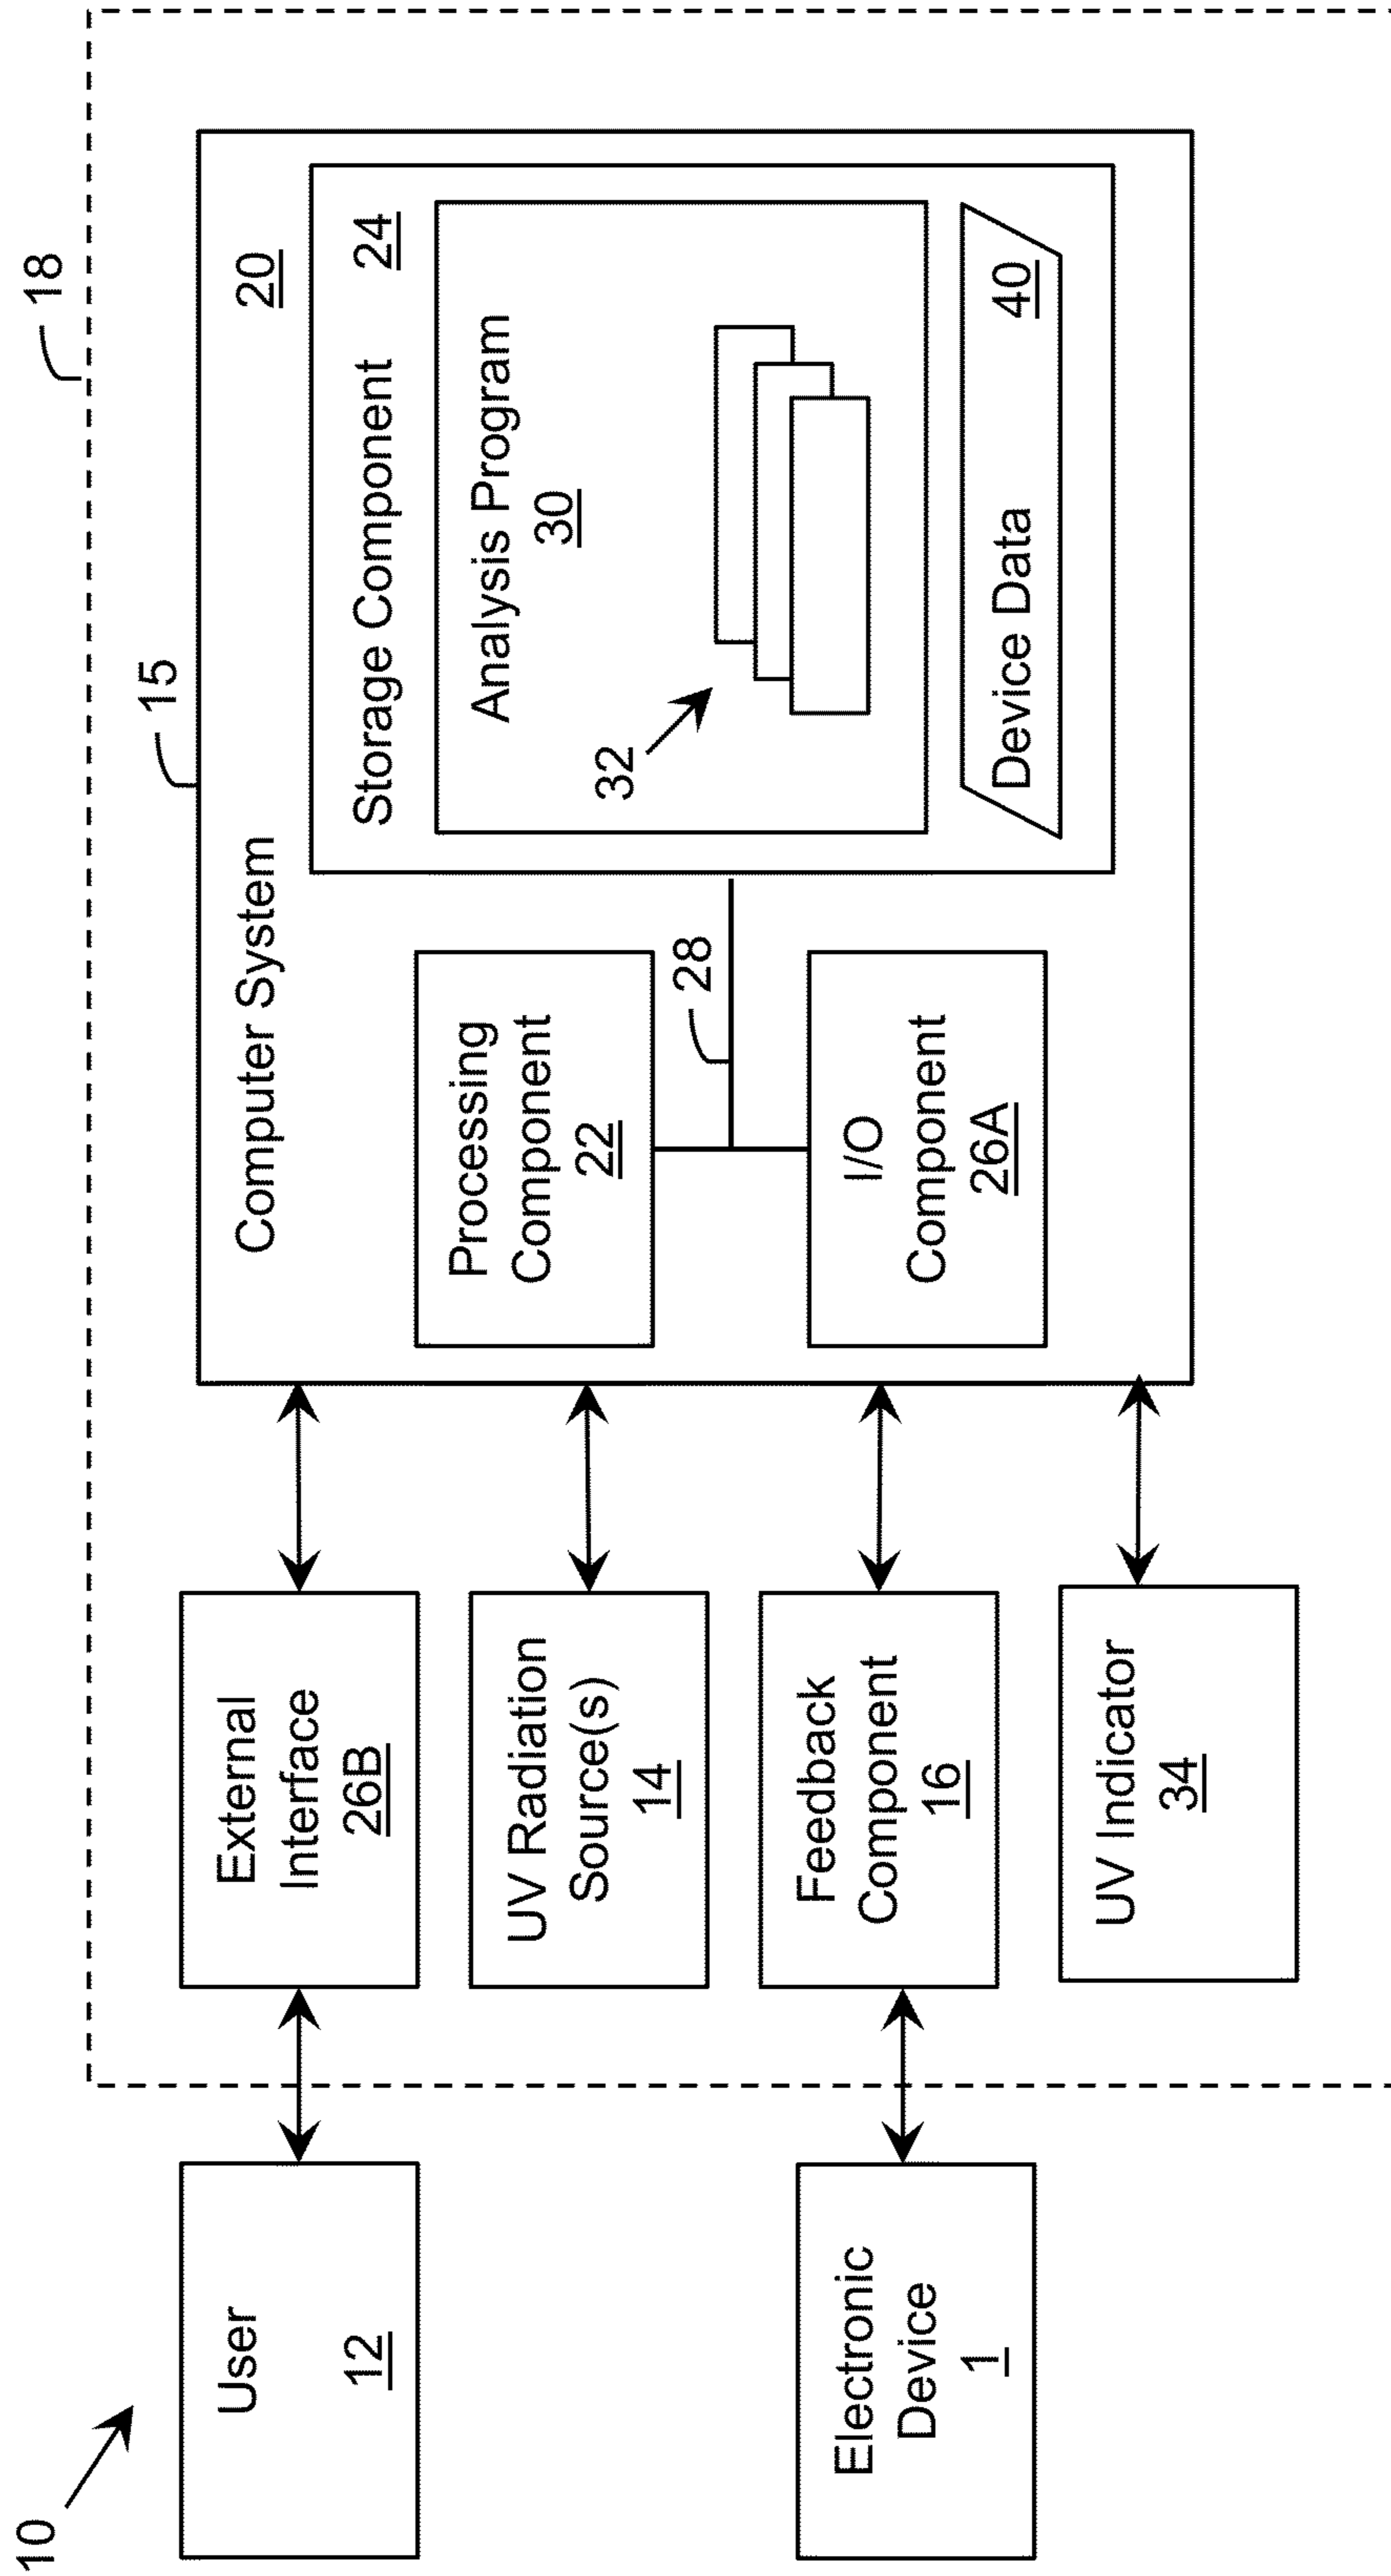 10
18
15
User
12
Electronic
Device
1
External
Interface
26B
UV Radiation
Source(s)
14
Feedback
Component
16
UV Indicator
34
Computer System
20
Processing
Component
22
28
I/O
Component
26A
Storage Component
24
Analysis Program
30
32
Device Data
40